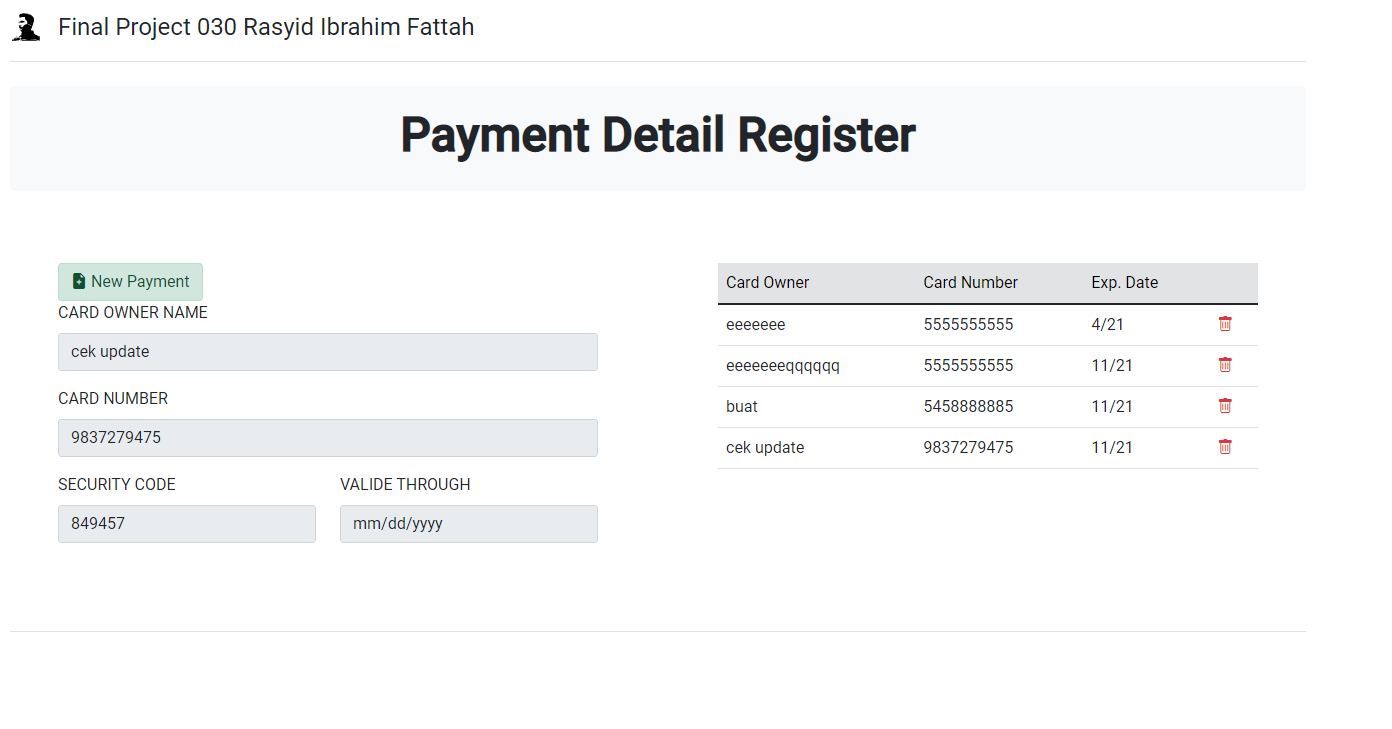 Final Project 030 Rasyid Ibrahim Fattah
Payment Detail Register
New Payment
CARD OWNER NAME
cek update
CARD NUMBER
9837279475
SECURITY CODE VALIDE THROUGH
849457 mm/dd/yyyy
Card Owner Card Number Exp. Date
eeeeeee 5555555555 4/21
eeeeeeeqqqqqq 5555555555 11/21
buat 5458888885 11/21
cek update 9837279475 11/21